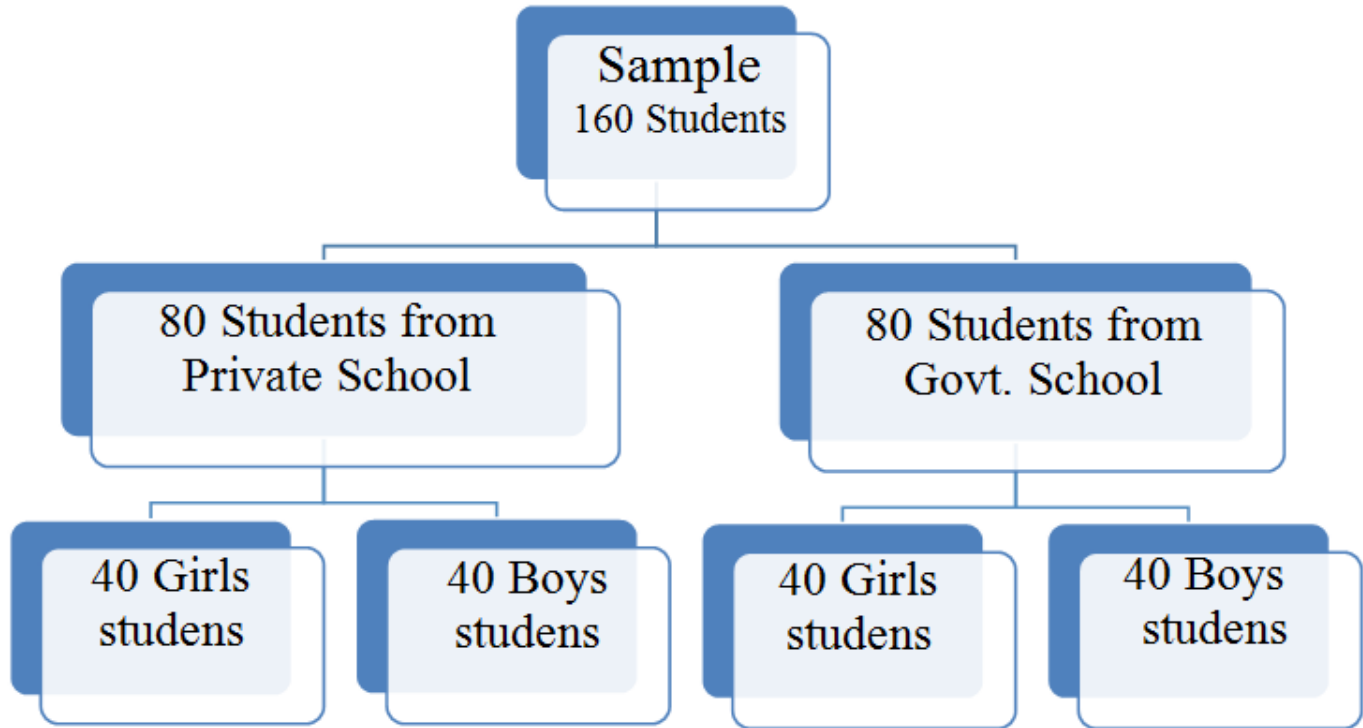 Sample
160 Students
80 Students from
Private School
80 Students from
Govt. School
40 Girls
studens
40 Boys
studens
40 Girls
studens
40 Boys
studens